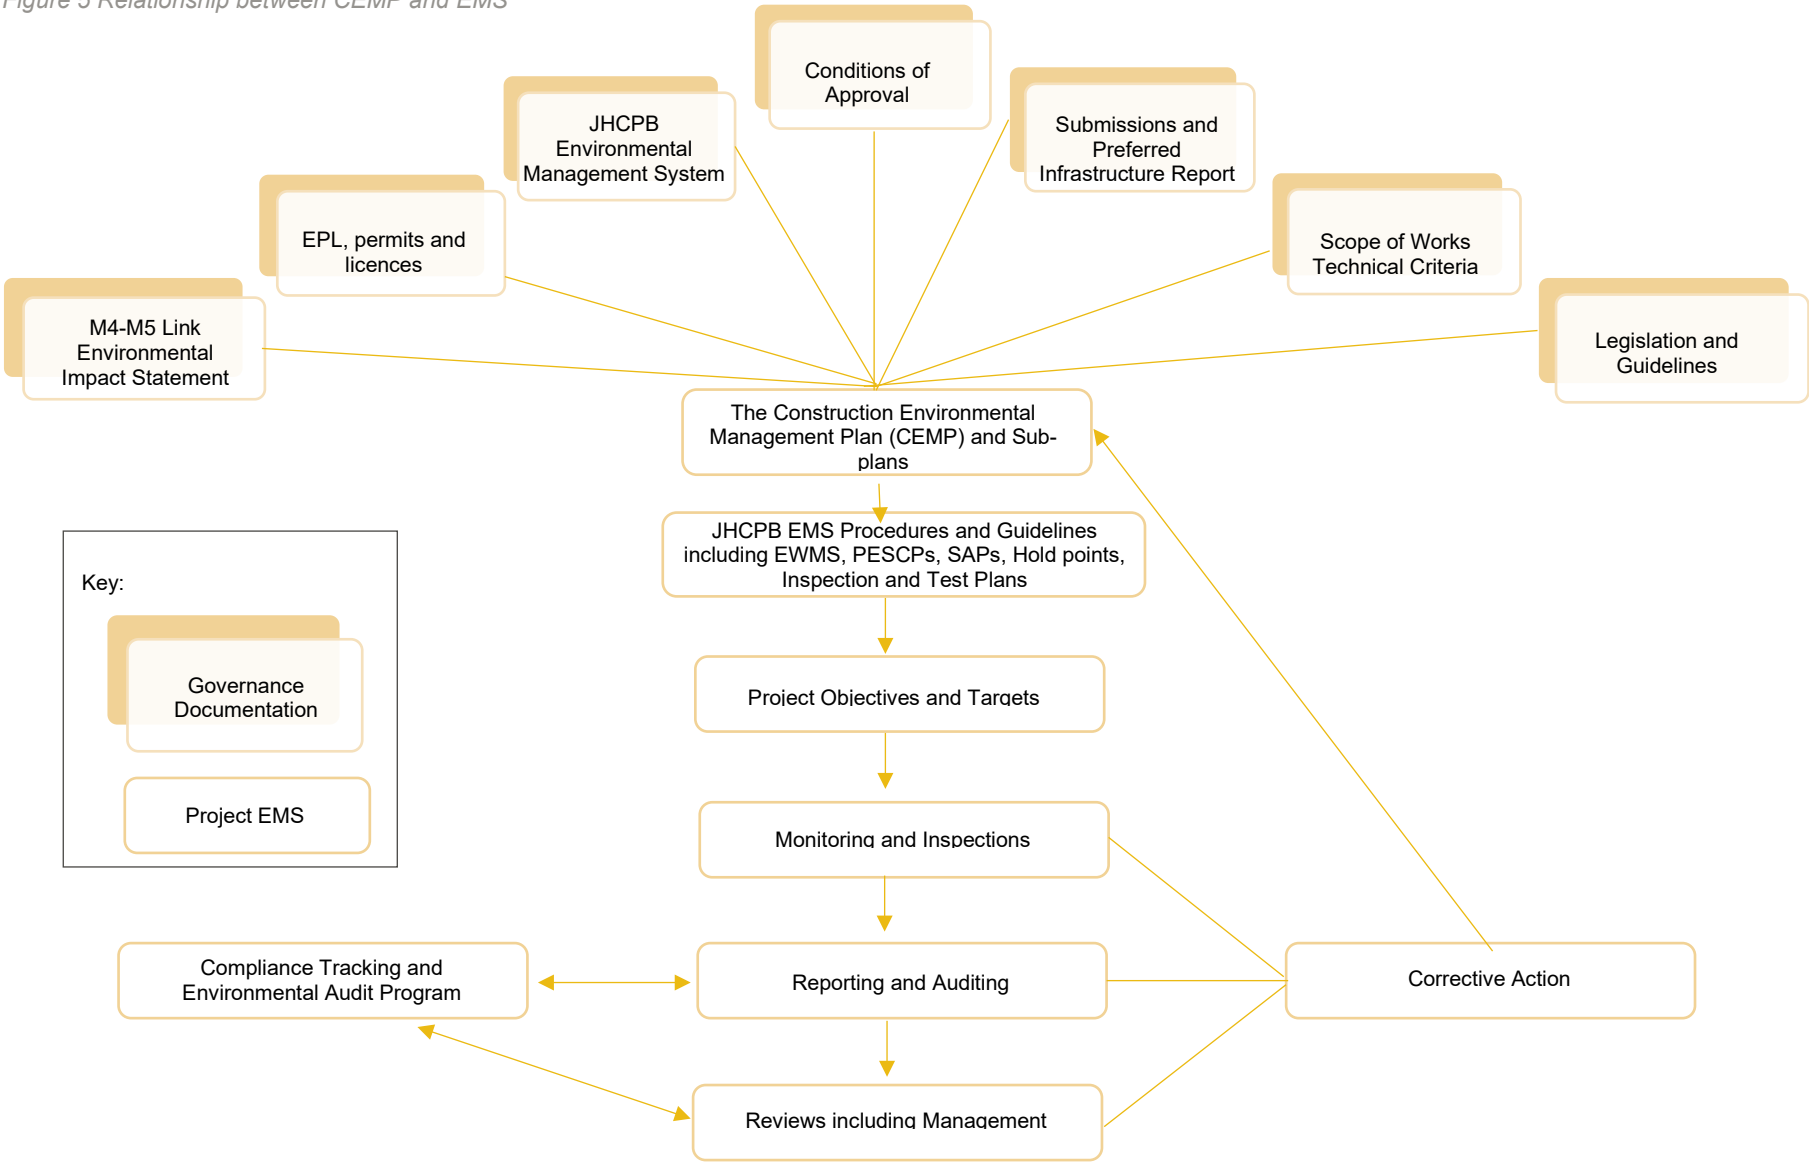 Figure 5 Relationship between CEMP and EMS
Conditions of
Approval
JHCPB
Environmental
Management System
Submissions and
Preferred
Infrastructure Report
EPL, permits and
licences
Scope of Works
Technical Criteria
M4-M5 Link
Environmental
Impact Statement
Legislation and
Guidelines
The Construction Environmental
Management Plan (CEMP) and Sub-
plans
JHCPB EMS Procedures and Guidelines
including EWMS, PESCPs, SAPs, Hold points,
Inspection and Test Plans
Key:
Governance
Documentation
Project EMS
Project Objectives and Targets
Monitoring and Inspections
Compliance Tracking and
Environmental Audit Program
Reporting and Auditing
Corrective Action
Reviews including Management